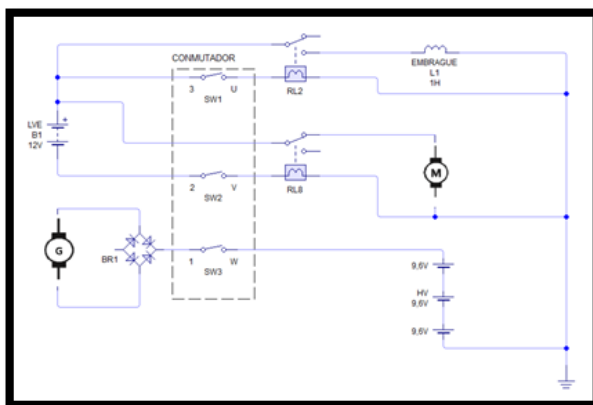 CONMUTADOR
3 U
SW1
RL2
EMBRAGUE
L1
1H
LVE
B1
12V
+
2 V
SW2
RL8
M
G
BR1
1 W
SW3
9,6V
HV
9,6V
9,6V